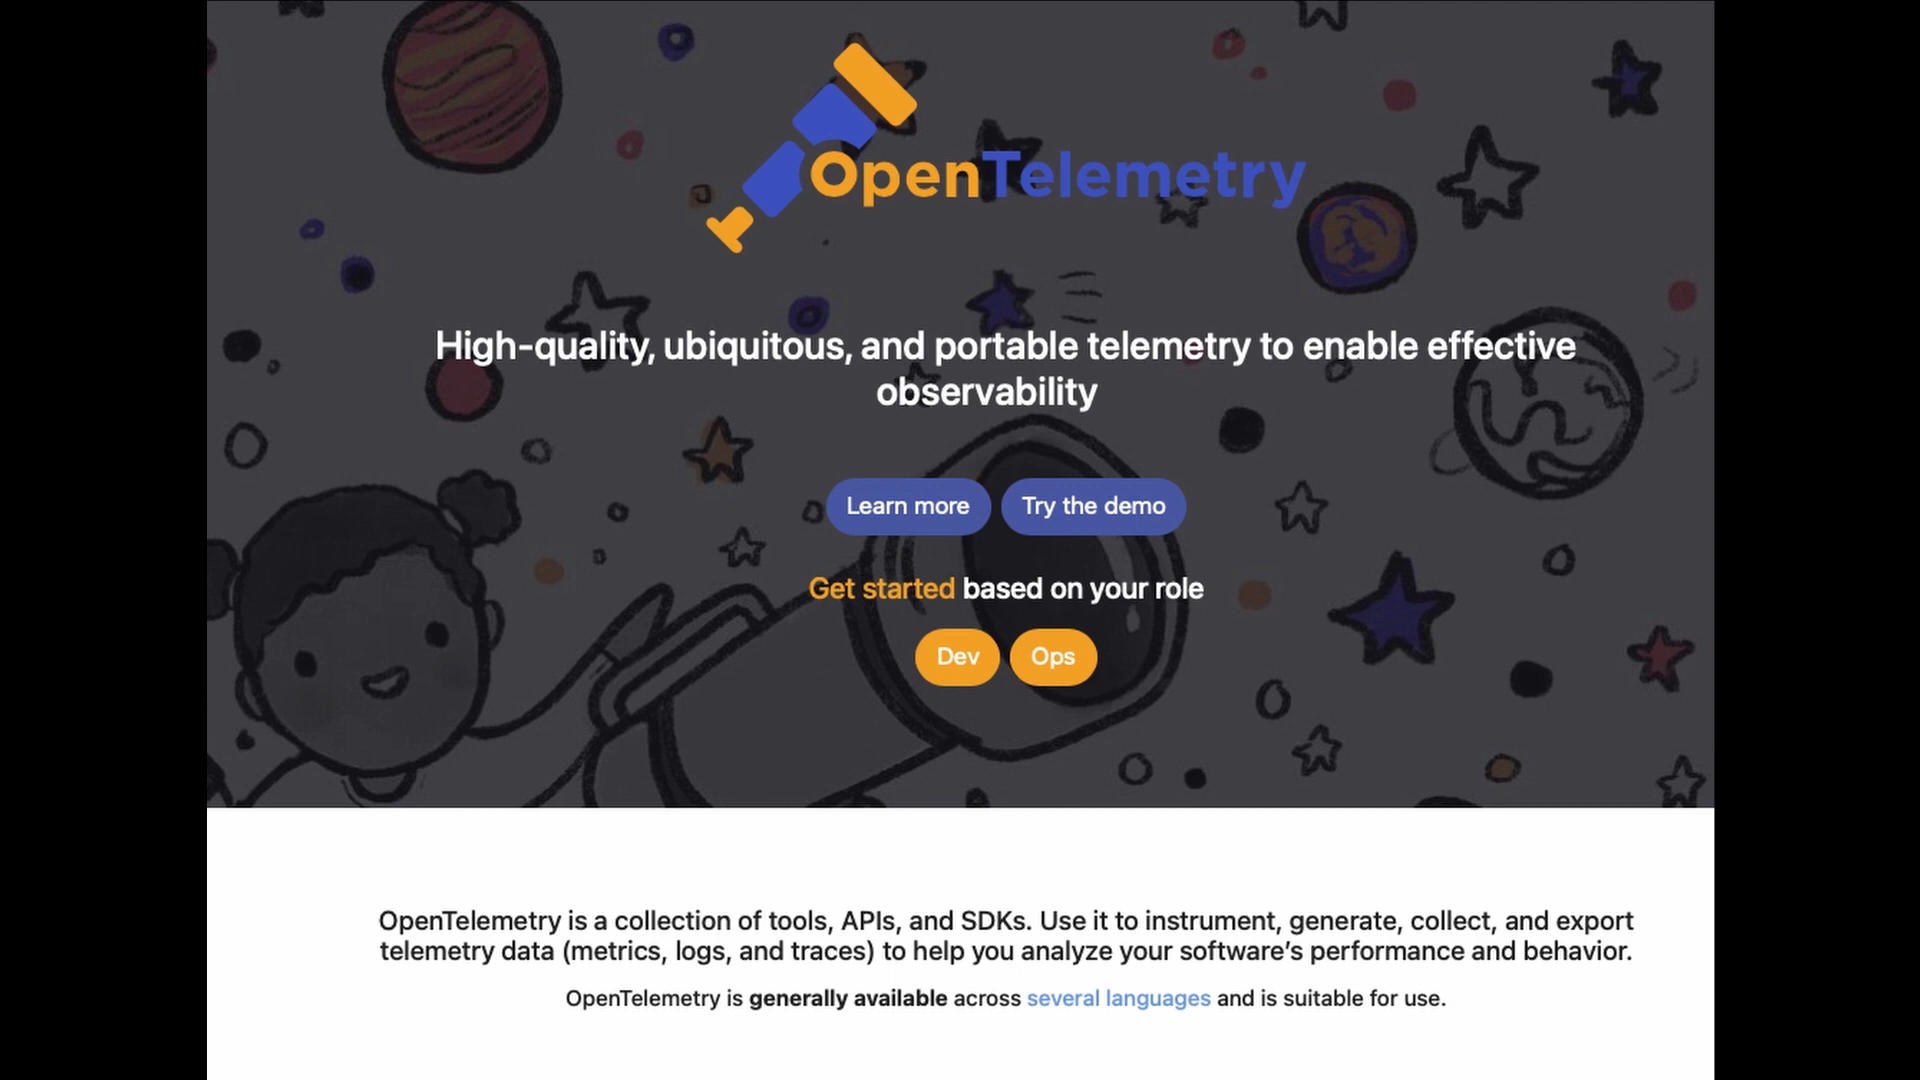 OpenTelemetry
High-quality, ubiquitous, and portable telemetry to enable effective
observability
Learn more Try the demo
Get started based on your role
Dev Ops
OpenTelemetry is a collection of tools, APIs, and SDKs. Use it to instrument, generate, collect, and export
telemetry data (metrics, logs, and traces) to help you analyze your software’s performance and behavior.
OpenTelemetry is generally available across several languages and is suitable for use.